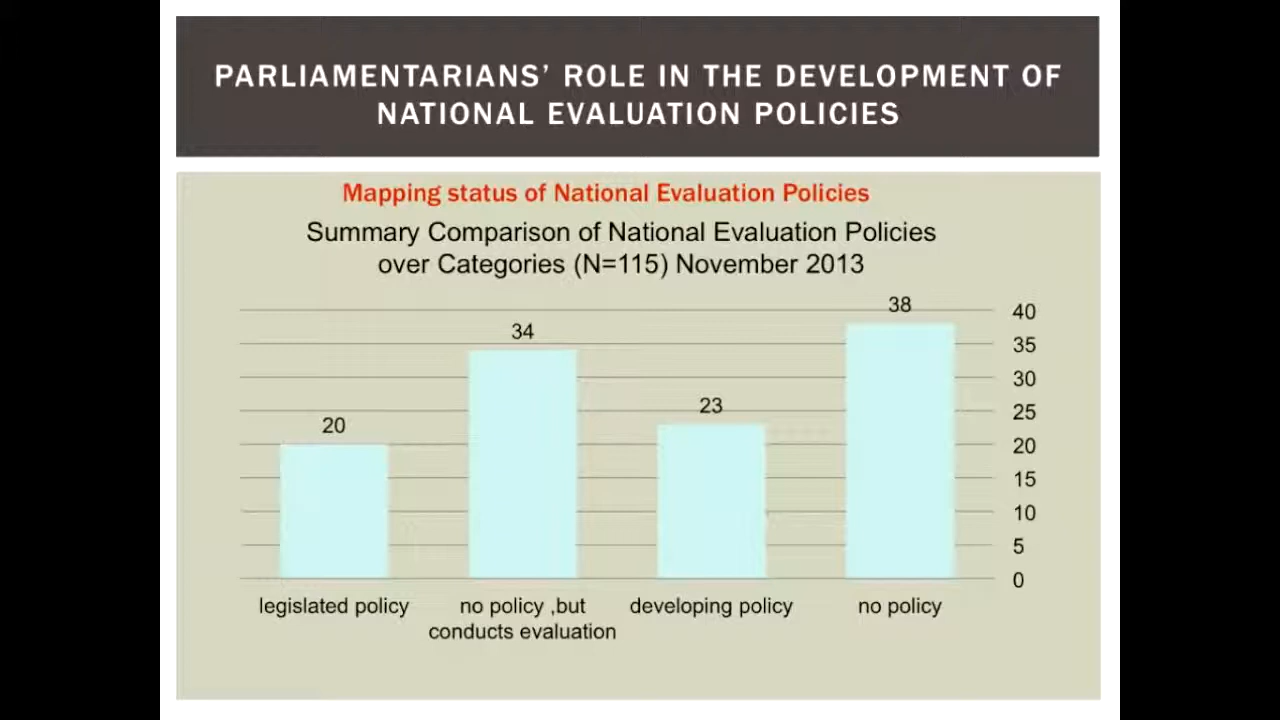 PARLIAMENTARIANS’ ROLE IN THE DEVELOPMENT OF
NATIONAL EVALUATION POLICIES
Mapping status of National Evaluation Policies
Summary Comparison of National Evaluation Policies
over Categories (N=115) November 2013
38
40
34
35
30
23
25
20
20
15
10
5
0
legislated policy
no policy ,but
conducts evaluation
developing policy
no policy